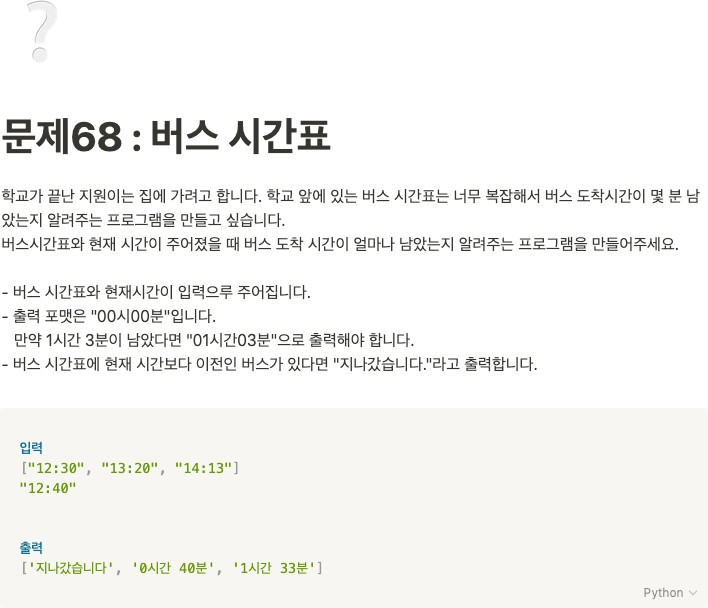 ?
문제68 : 버스 시간표
학교가 끝난 지원이는 집에 가려고 합니다. 학교 앞에 있는 버스 시간표는 너무 복잡해서 버스 도착시간이 몇 분 남
았는지 알려주는 프로그램을 만들고 싶습니다.
버스시간표와 현재 시간이 주어졌을 때 버스 도착 시간이 얼마나 남았는지 알려주는 프로그램을 만들어주세요.
- 버스 시간표와 현재시간이 입력으루 주어집니다.
- 출력 포맷은 "00시00분"입니다.
만약 1시간 3분이 남았다면 "01시간03분"으로 출력해야 합니다.
- 버스 시간표에 현재 시간보다 이전인 버스가 있다면 "지나갔습니다."라고 출력합니다.
입력
["12:30", "13:20", "14:13"]
"12:40"
출력
['지나갔습니다', '0시간 40분', '1시간 33분']
Python